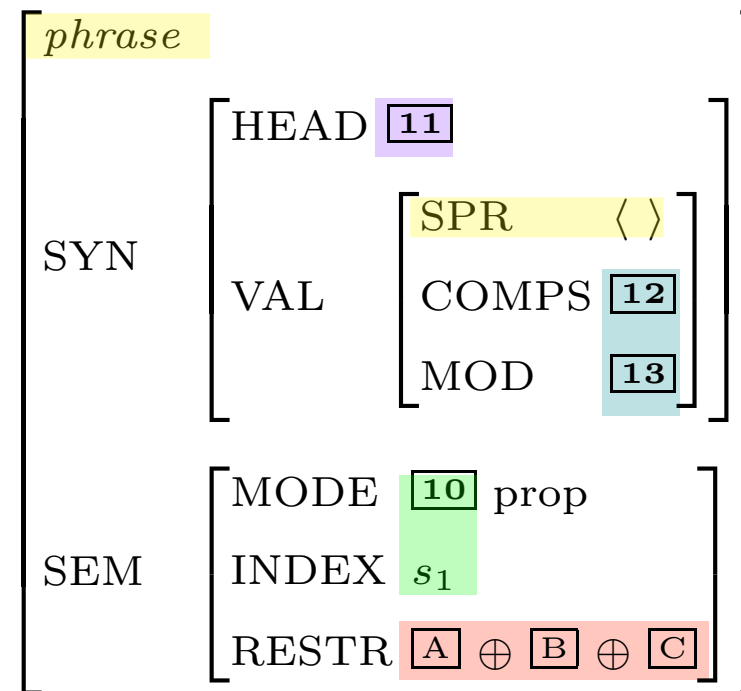 phrase
HEAD 11
SPR ⟨ ⟩
SYN
VAL
COMPS 12
MOD 13
MODE 10 prop
SEM
INDEX s₁
RESTR A ⊕ B ⊕ C